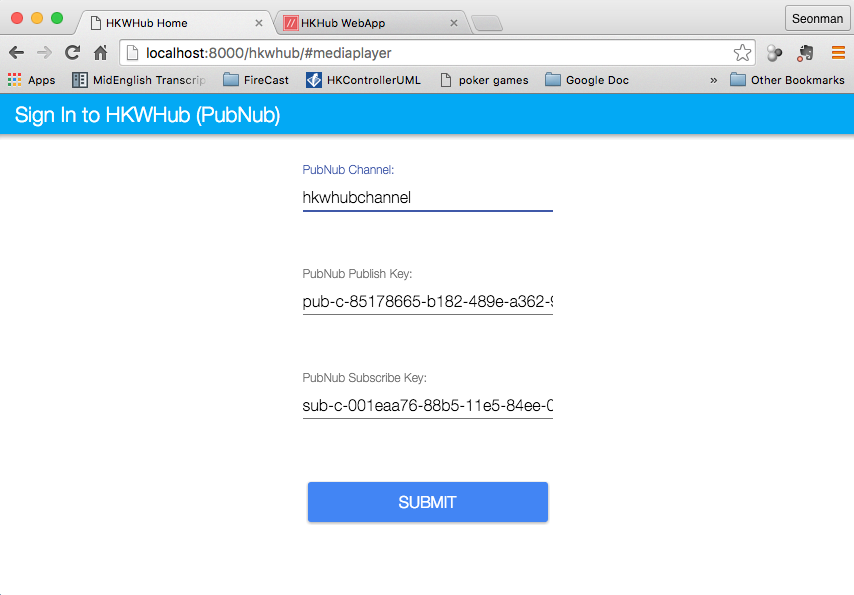 HKWHub Home
HKHub WebApp
Seonman
localhost:8000/hkwhub/#mediaplayer
Apps MidEnglish Transcrip FireCast HKControllerUML poker games Google Doc » Other Bookmarks
Sign In to HKWHub (PubNub)
PubNub Channel:
hkwhubchannel
PubNub Publish Key:
pub-c-85178665-b182-489e-a362-9
PubNub Subscribe Key:
sub-c-001eaa76-88b5-11e5-84ee-0
SUBMIT